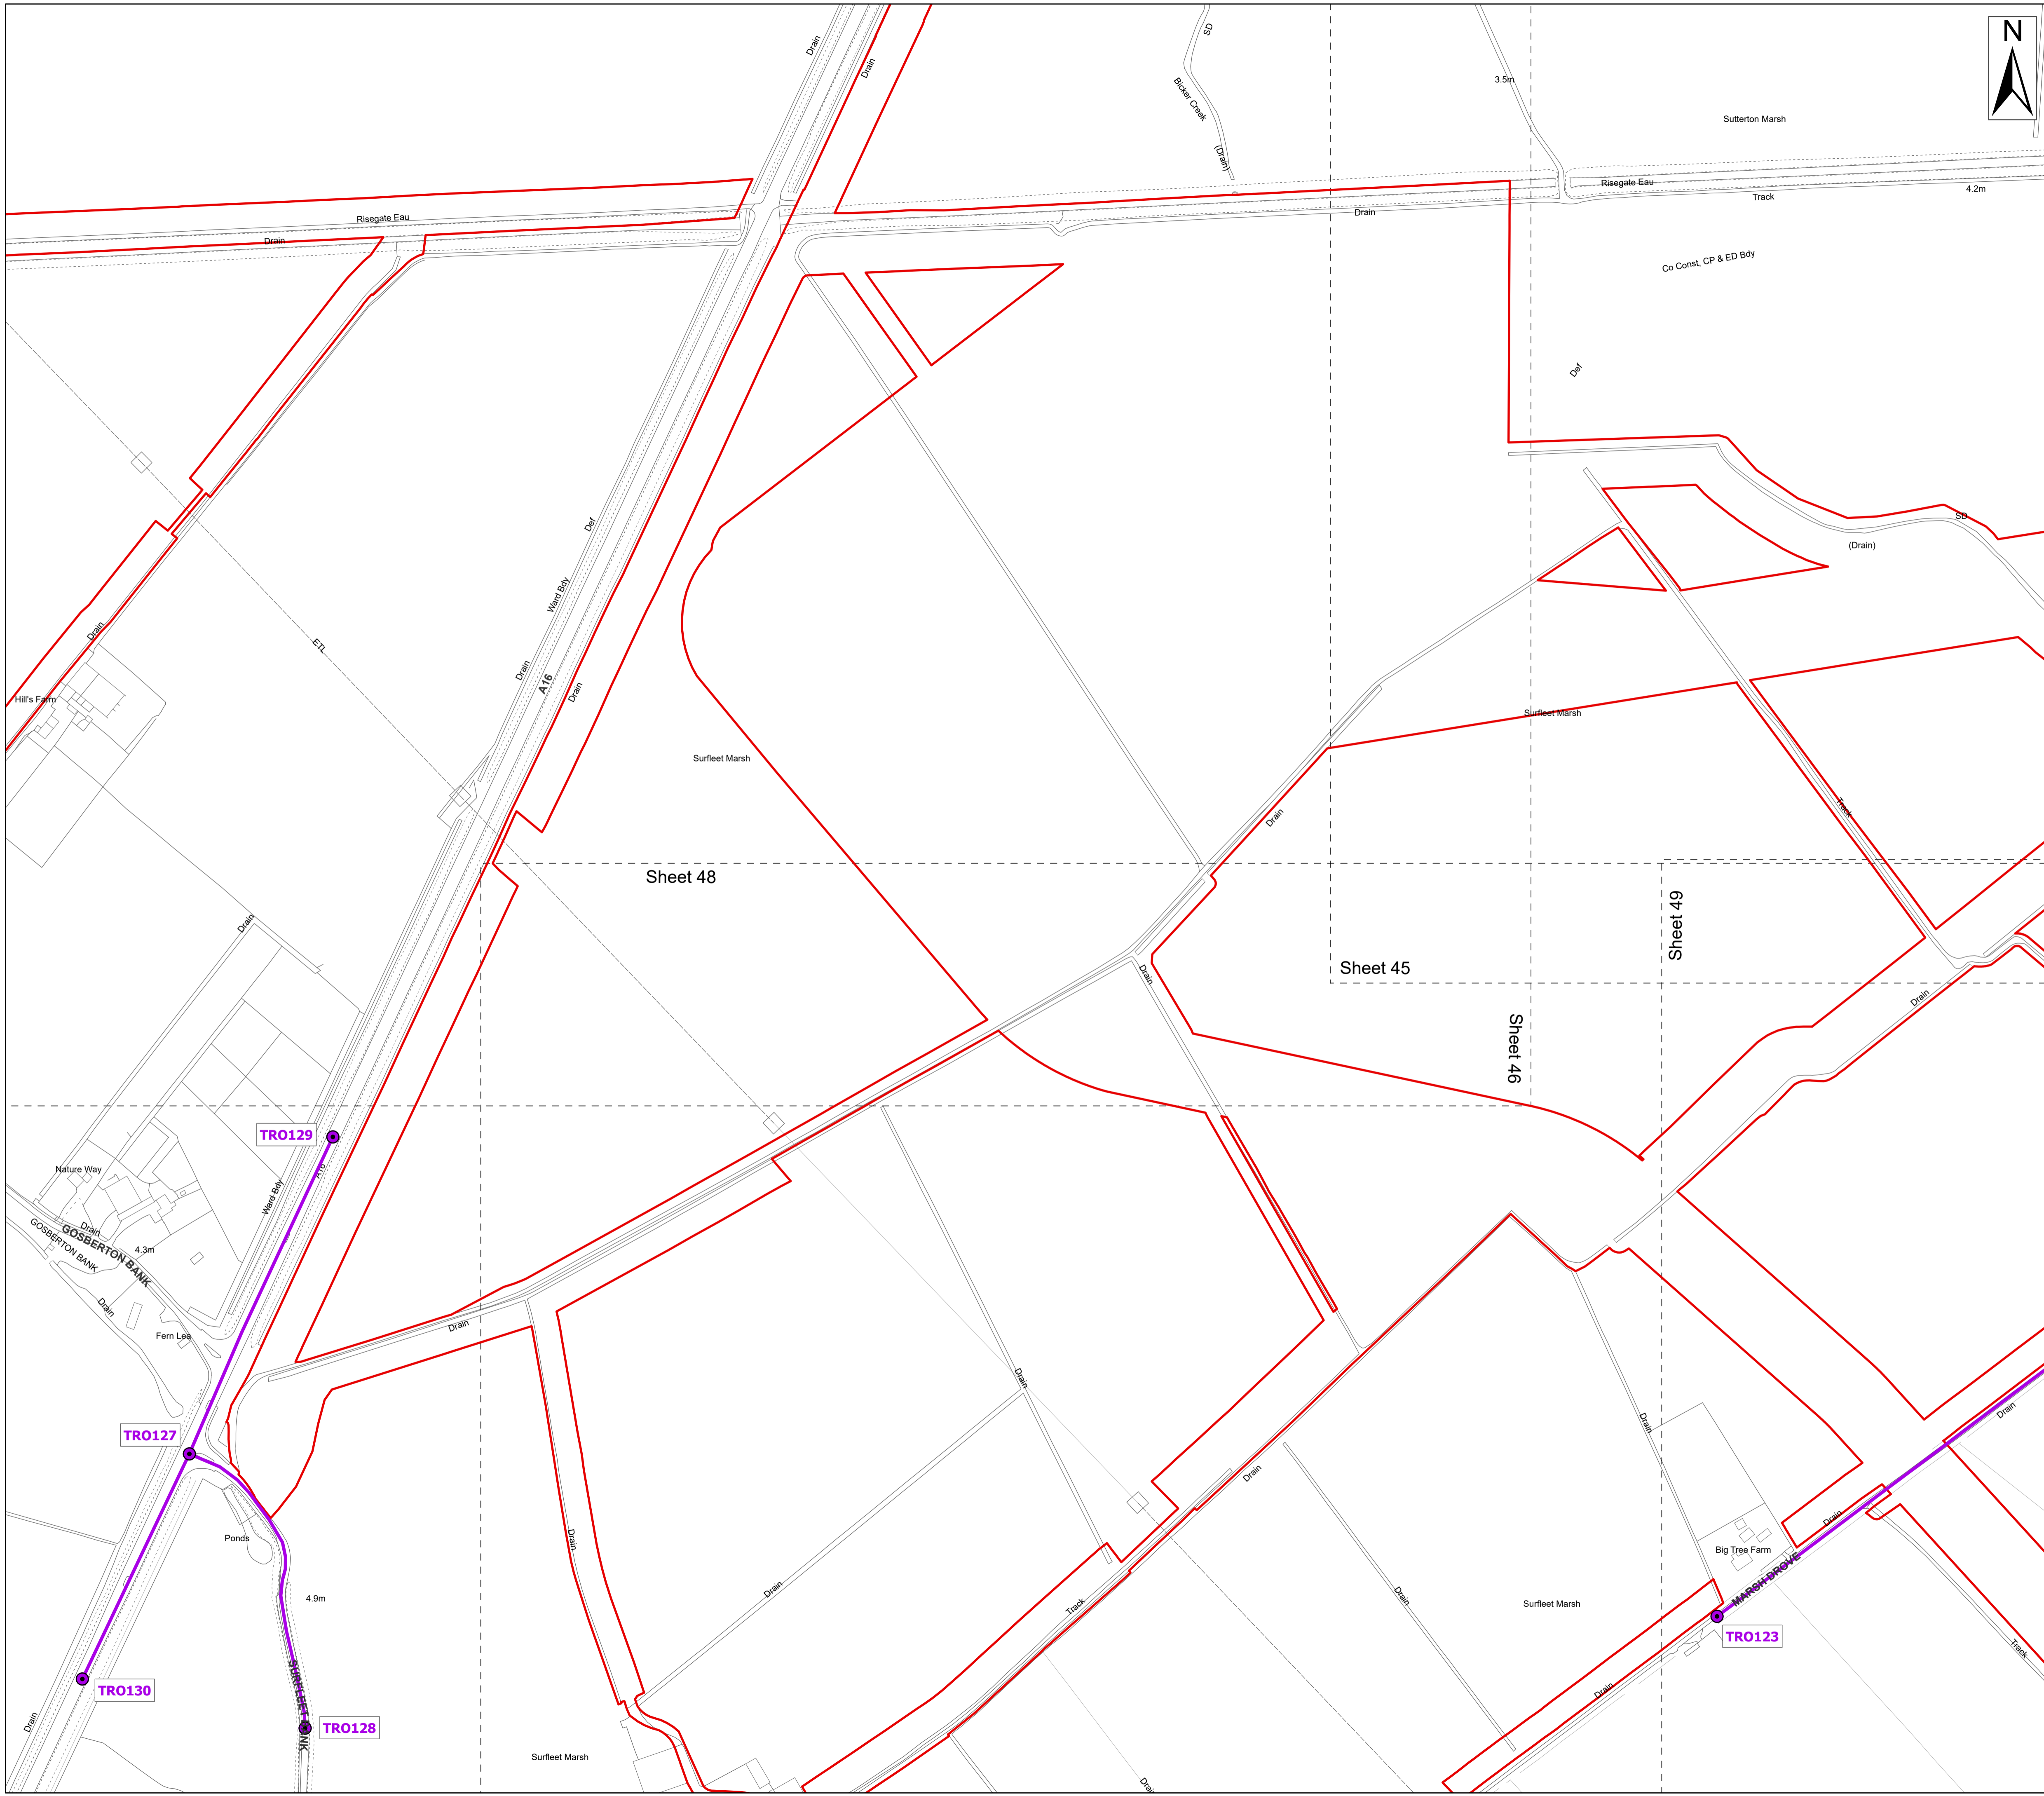 N
Drain
Drain
SD
Bicker Creek
(Drain)
3.5m
Sutterton Marsh
Risegate Eau
Drain
Risegate Eau
Track
4.2m
Drain
Co Const, CP & ED Bdy
Def
SD
(Drain)
Def
Ward Bdy
Drain
ETL
Drain
A16
Drain
Hill's Farm
Surfleet Marsh
Surfleet Marsh
Drain
Track
Sheet 48
Sheet 49
Drain
Sheet 45
Drain
Drain
Sheet 46
TRO129
A16
Nature Way
Ward Bdy
Drain
GOSBERTON BANK
GOSBERTON BANK
4.3m
Drain
Fern Lea
Drain
Drain
TRO127
Drain
Drain
Drain
Ponds
Drain
Drain
Big Tree Farm
MARSH DROVE
4.9m
Drain
Track
Drain
Surfleet Marsh
TRO123
Track
Drain
TRO130
SURFLEET BANK
TRO128
Drain
Surfleet Marsh
Drain